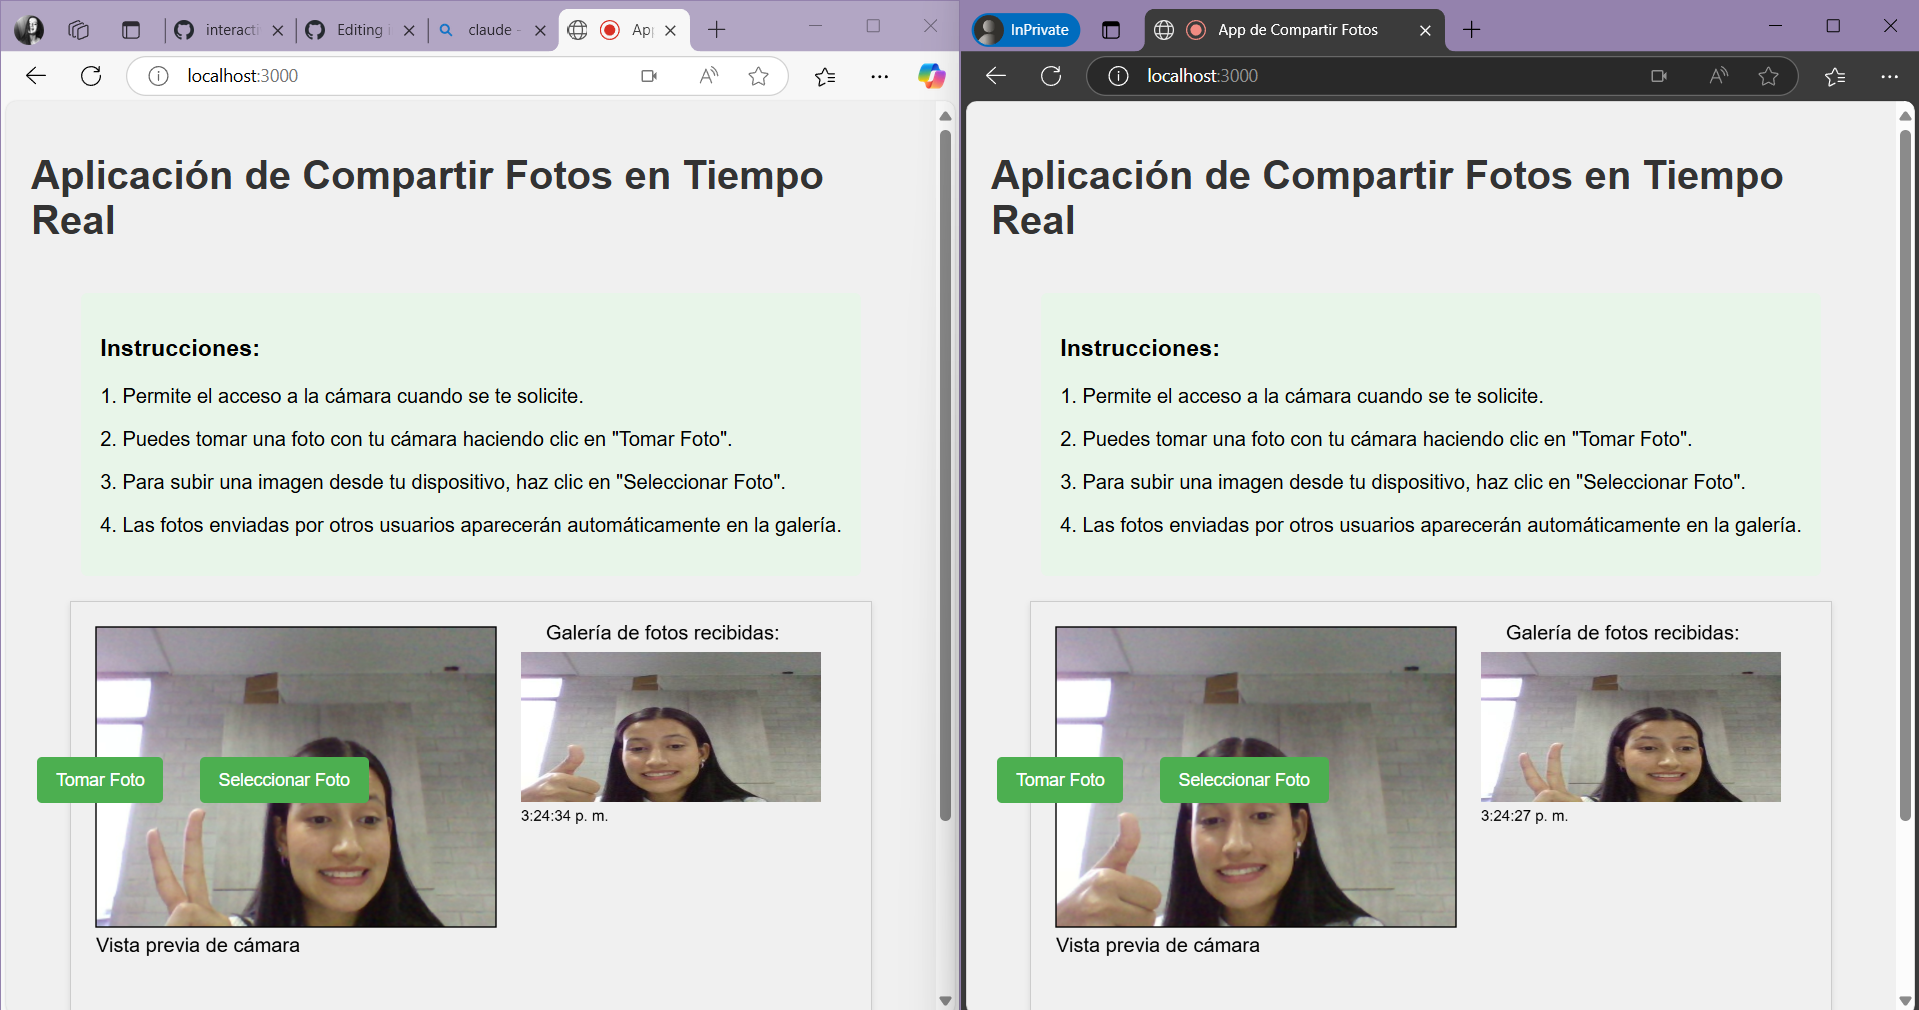 interacti
Editing i
claude -
Ap
localhost:3000
Aplicación de Compartir Fotos en Tiempo
Real
Instrucciones:
1. Permite el acceso a la cámara cuando se te solicite.
2. Puedes tomar una foto con tu cámara haciendo clic en "Tomar Foto".
3. Para subir una imagen desde tu dispositivo, haz clic en "Seleccionar Foto".
4. Las fotos enviadas por otros usuarios aparecerán automáticamente en la galería.
Galería de fotos recibidas:
Tomar Foto
Seleccionar Foto
3:24:34 p. m.
Vista previa de cámara
InPrivate
App de Compartir Fotos
localhost:3000
Aplicación de Compartir Fotos en Tiempo
Real
Instrucciones:
1. Permite el acceso a la cámara cuando se te solicite.
2. Puedes tomar una foto con tu cámara haciendo clic en "Tomar Foto".
3. Para subir una imagen desde tu dispositivo, haz clic en "Seleccionar Foto".
4. Las fotos enviadas por otros usuarios aparecerán automáticamente en la galería.
Galería de fotos recibidas:
Tomar Foto
Seleccionar Foto
3:24:27 p. m.
Vista previa de cámara